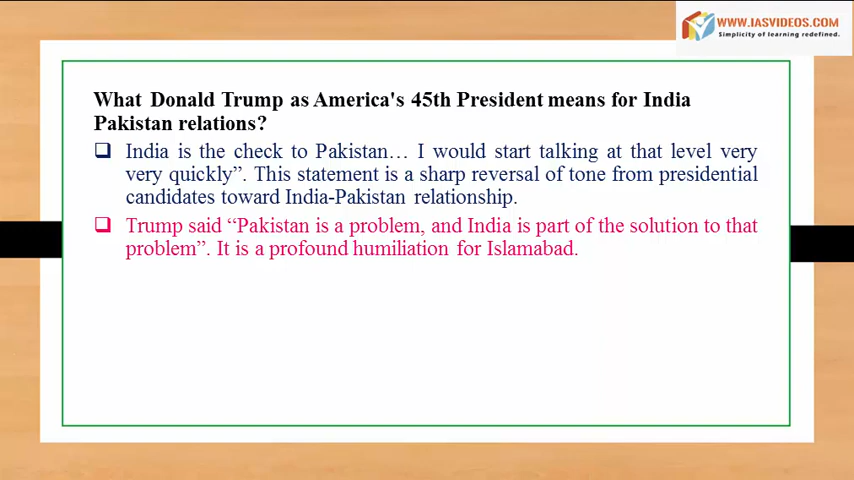 WWW.IASVIDEOS.COM
Simplicity of learning redefined.
What Donald Trump as America's 45th President means for India
Pakistan relations?
India is the check to Pakistan… I would start talking at that level very
very quickly”. This statement is a sharp reversal of tone from presidential
candidates toward India-Pakistan relationship.
Trump said “Pakistan is a problem, and India is part of the solution to that
problem”. It is a profound humiliation for Islamabad.